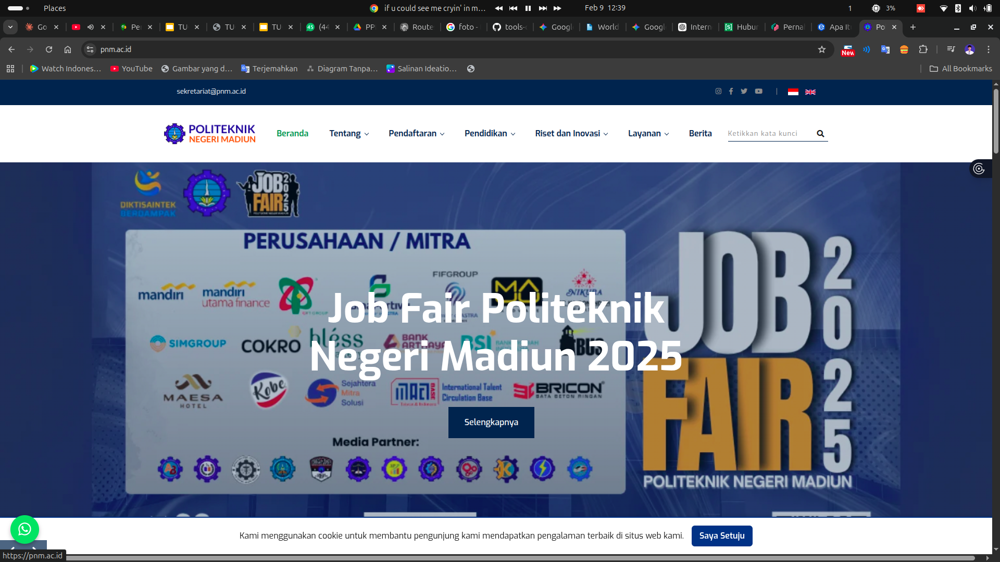 Places
if u could see me cryin' in m…
Feb 9 12:39
1
3%
Go
Pe
TU
TU
TU
(44
PP
Route
foto -
tools-
Googl
World
Googl
Intern
Hubur
Pernal
Apa It
Po
pnm.ac.id
New
Watch Indones…
YouTube
Gambar yang d…
Terjemahkan
Diagram Tanpa…
Salinan Ideatio…
All Bookmarks
sekretariat@pnm.ac.id
POLITEKNIK
NEGERI MADIUN
Beranda
Tentang
Pendaftaran
Pendidikan
Riset dan Inovasi
Layanan
Berita
Ketikkan kata kunci
DIKTISAINTEK
BERDAMPAK
JOB
FAIR
2025
PERUSAHAAN / MITRA
mandiri
mandiri
utama finance
FIFGROUP
NIKUBA
Job Fair Politeknik
Negeri Madiun 2025
SIMGROUP
COKRO
bléss
BANK
BSI
BUS
MAESA
HOTEL
Kobe
Sejahtera
Mitra
Solusi
International Talent
Circulation Base
BRICON
BATA BETON RINGAN
Selengkapnya
Media Partner:
JOB
FAIR
2025
POLITEKNIK NEGERI MADIUN
Kami menggunakan cookie untuk membantu pengunjung kami mendapatkan pengalaman terbaik di situs web kami.
Saya Setuju
https://pnm.ac.id